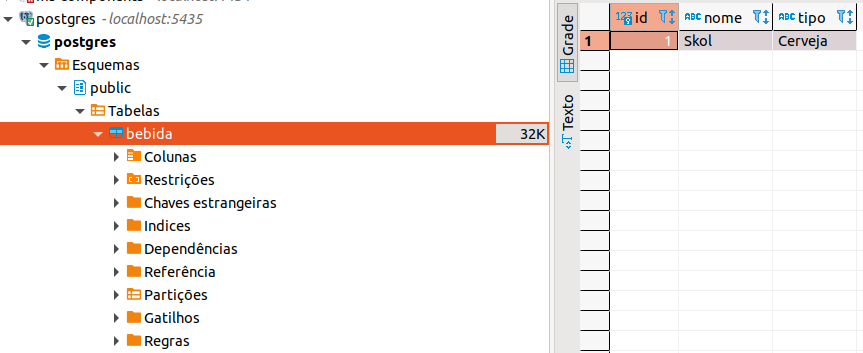 postgres - localhost:5435
postgres
Esquemas
public
Tabelas
bebida 32K
Colunas
Restrições
Chaves estrangeiras
Indices
Dependências
Referência
Partições
Gatilhos
Regras
Grade
Texto
123 id ABC nome ABC tipo
1 1 Skol Cerveja